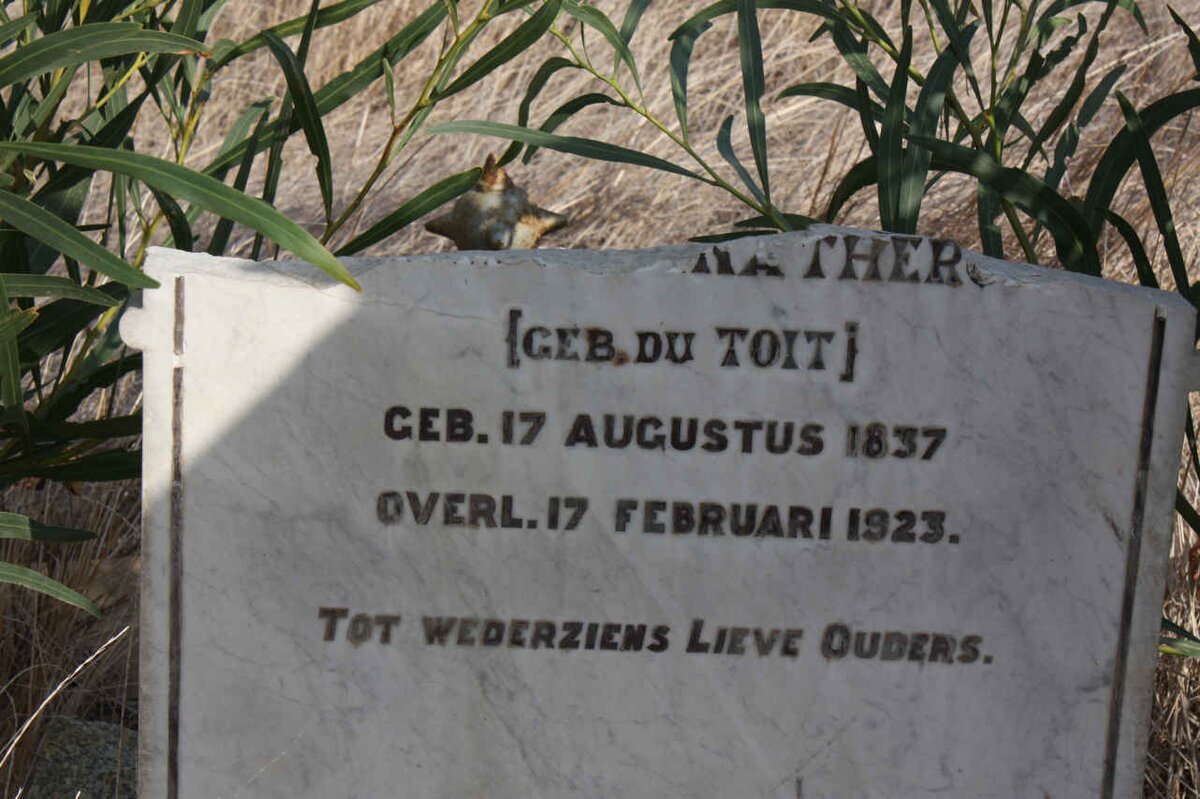 [GEB. DU TOIT]
GEB. 17 AUGUSTUS 1837
OVERL. 17 FEBRUARI 1923.
TOT WEDERZIENS LIEVE OUDERS.